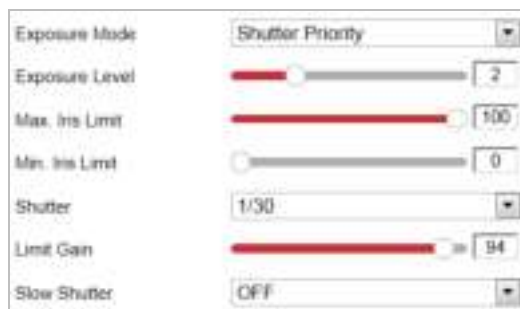 Exposure Mode Shutter Priority
Exposure Level 2
Max. Iris Limit 100
Min. Iris Limit 0
Shutter 1/30
Limit Gain 94
Slow Shutter OFF